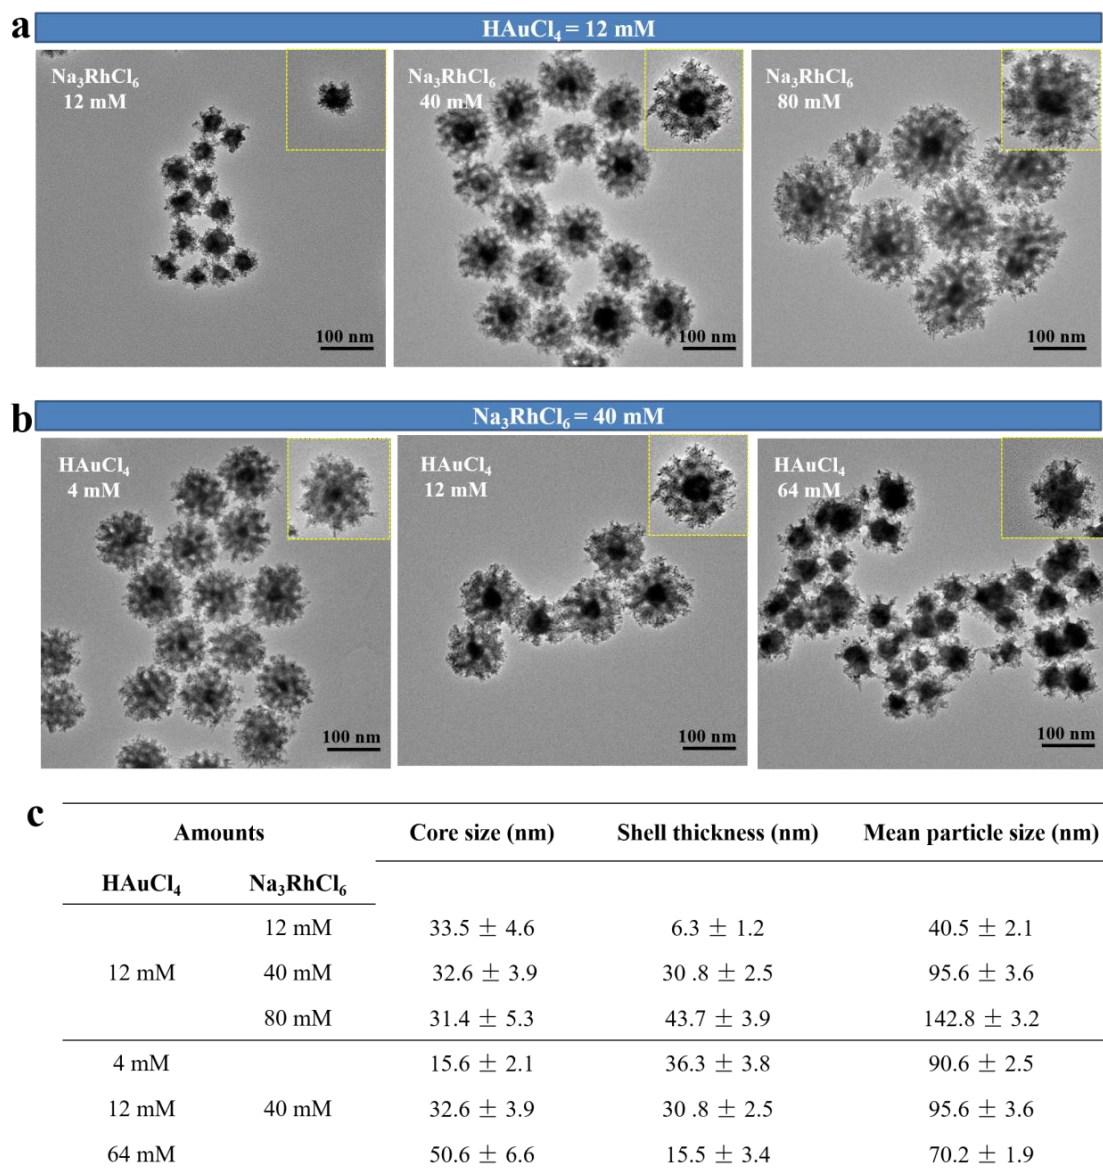 a
HAuCl₄ = 12 mM
Na₃RhCl₆
12 mM
100 nm
Na₃RhCl₆
40 mM
100 nm
Na₃RhCl₆
80 mM
100 nm
b
Na₃RhCl₆ = 40 mM
HAuCl₄
4 mM
100 nm
HAuCl₄
12 mM
100 nm
HAuCl₄
64 mM
100 nm
c
Amounts Core size (nm) Shell thickness (nm) Mean particle size (nm)
HAuCl₄ Na₃RhCl₆
12 mM 33.5 ± 4.6 6.3 ± 1.2 40.5 ± 2.1
12 mM 40 mM 32.6 ± 3.9 30 .8 ± 2.5 95.6 ± 3.6
80 mM 31.4 ± 5.3 43.7 ± 3.9 142.8 ± 3.2
4 mM 15.6 ± 2.1 36.3 ± 3.8 90.6 ± 2.5
12 mM 40 mM 32.6 ± 3.9 30 .8 ± 2.5 95.6 ± 3.6
64 mM 50.6 ± 6.6 15.5 ± 3.4 70.2 ± 1.9